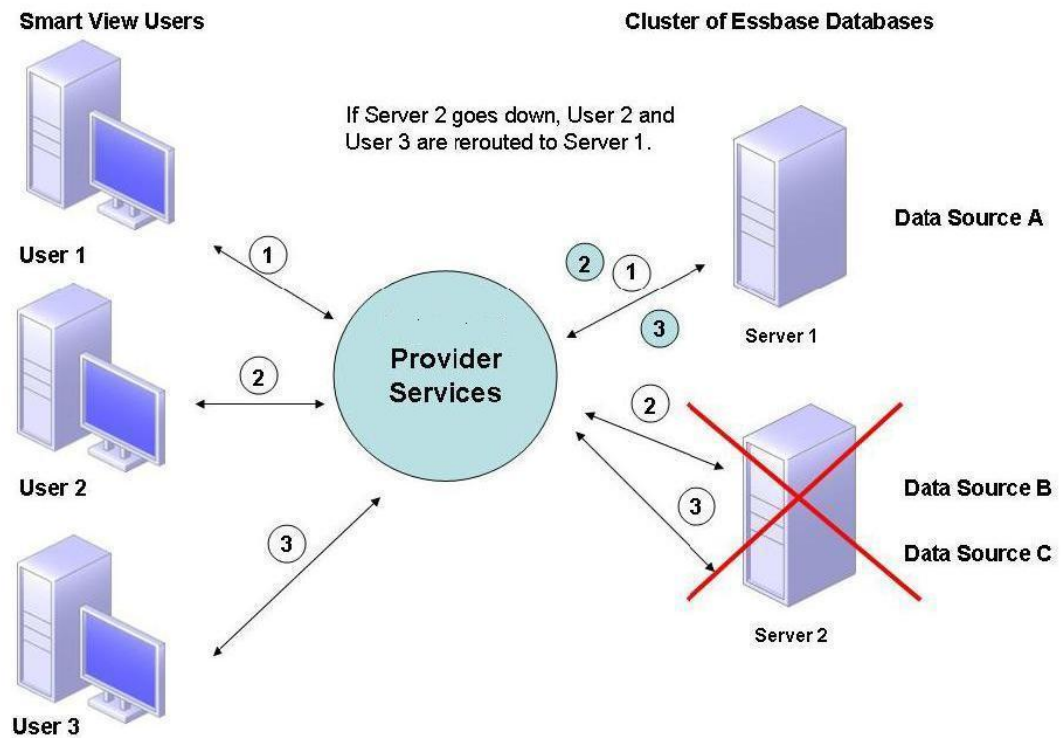 Smart View Users
Cluster of Essbase Databases
If Server 2 goes down, User 2 and
User 3 are rerouted to Server 1.
User 1
1
2
1
3
Data Source A
Server 1
Provider
Services
2
User 2
2
3
Data Source B
Data Source C
Server 2
3
User 3